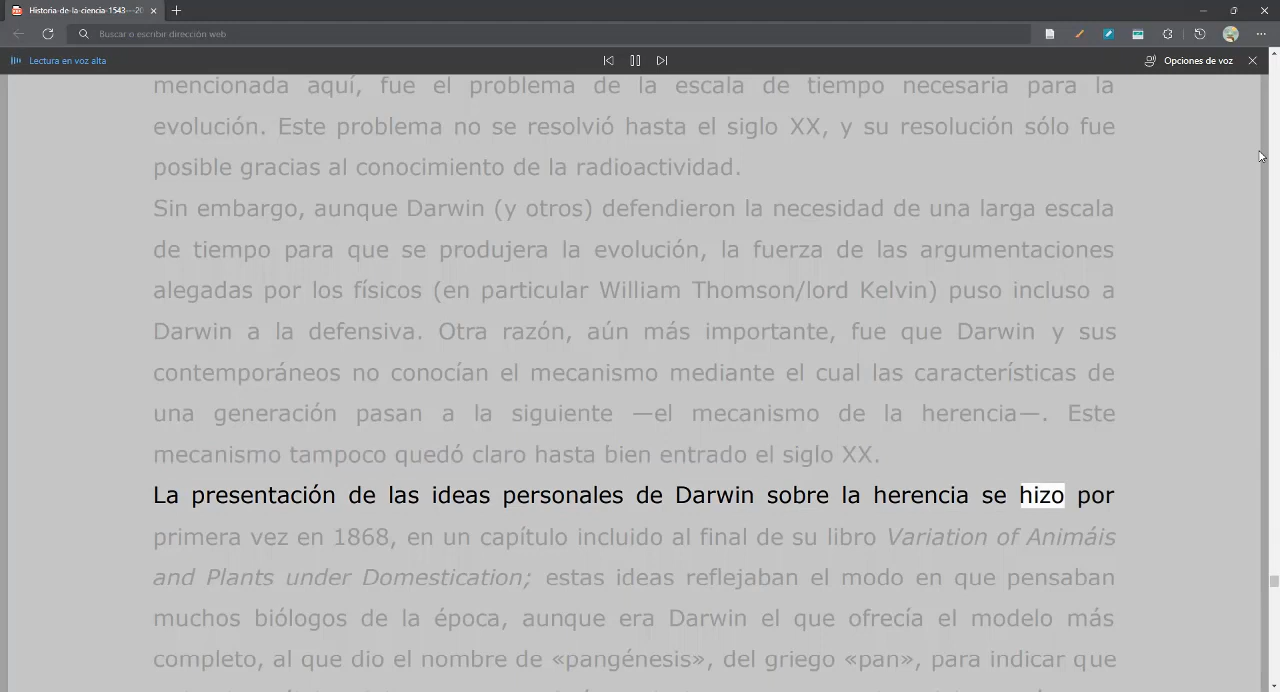 Historia-de-la-ciencia-1543---20
Buscar o escribir dirección web
Lectura en voz alta
Opciones de voz
mencionada aquí, fue el problema de la escala de tiempo necesaria para la
evolución. Este problema no se resolvió hasta el siglo XX, y su resolución sólo fue
posible gracias al conocimiento de la radioactividad.
Sin embargo, aunque Darwin (y otros) defendieron la necesidad de una larga escala
de tiempo para que se produjera la evolución, la fuerza de las argumentaciones
alegadas por los físicos (en particular William Thomson/lord Kelvin) puso incluso a
Darwin a la defensiva. Otra razón, aún más importante, fue que Darwin y sus
contemporáneos no conocían el mecanismo mediante el cual las características de
una generación pasan a la siguiente —el mecanismo de la herencia—. Este
mecanismo tampoco quedó claro hasta bien entrado el siglo XX.
La presentación de las ideas personales de Darwin sobre la herencia se hizo por
primera vez en 1868, en un capítulo incluido al final de su libro Variation of Animáis
and Plants under Domestication; estas ideas reflejaban el modo en que pensaban
muchos biólogos de la época, aunque era Darwin el que ofrecía el modelo más
completo, al que dio el nombre de «pangénesis», del griego «pan», para indicar que